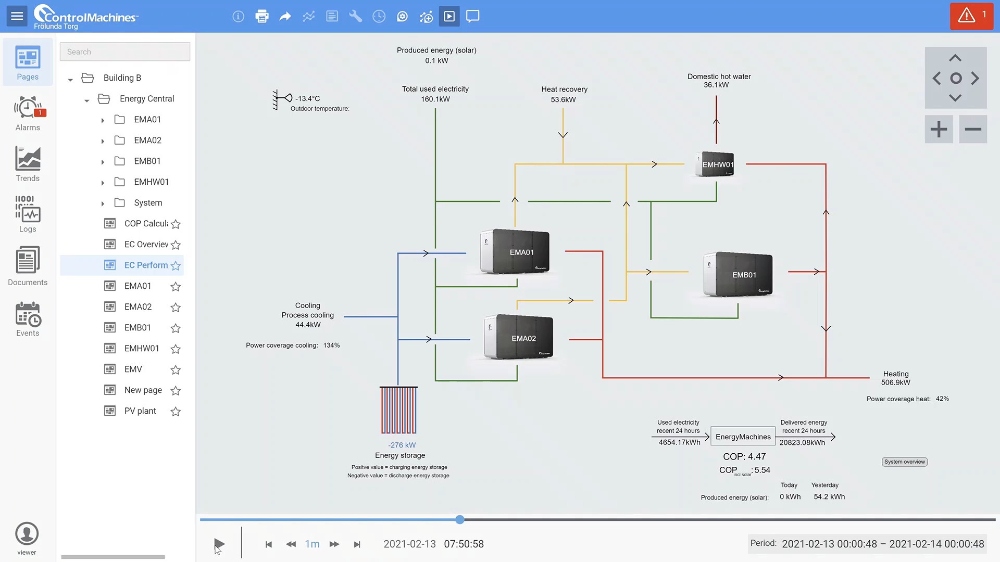 ControlMachines
Frölunda Torg
1
Pages
1
Alarms
Trends
Logs
Documents
Events
viewer
Search
Building B
Energy Central
EMA01
EMA02
EMB01
EMHW01
System
COP Calcul
EC Overview
EC Perform
EMA01
EMA02
EMB01
EMHW01
EMV
New page
PV plant
Produced energy (solar)
0.1 kW
Total used electricity
160.1kW
Heat recovery
53.6kW
Domestic hot water
36.1kW
-13.4°C
Outdoor temperature:
EMHW01
EMA01
EMB01
EMA02
Cooling
Process cooling
44.4kW
Power coverage cooling: 134%
Heating
506.9kW
Power coverage heat: 42%
-276 kW
Energy storage
Positve value = charging energy storage
Negative value = discharge energy storage
Used electricity
recent 24 hours
4654.17kWh
EnergyMachines
Delivered energy
recent 24 hours
20823.08kWh
COP: 4.47
COP incl solar: 5.54
System overview
Today Yesterday
Produced energy (solar): 0 kWh 54.2 kWh
1m
2021-02-13 07:50:58
Period: 2021-02-13 00:00:48 – 2021-02-14 00:00:48